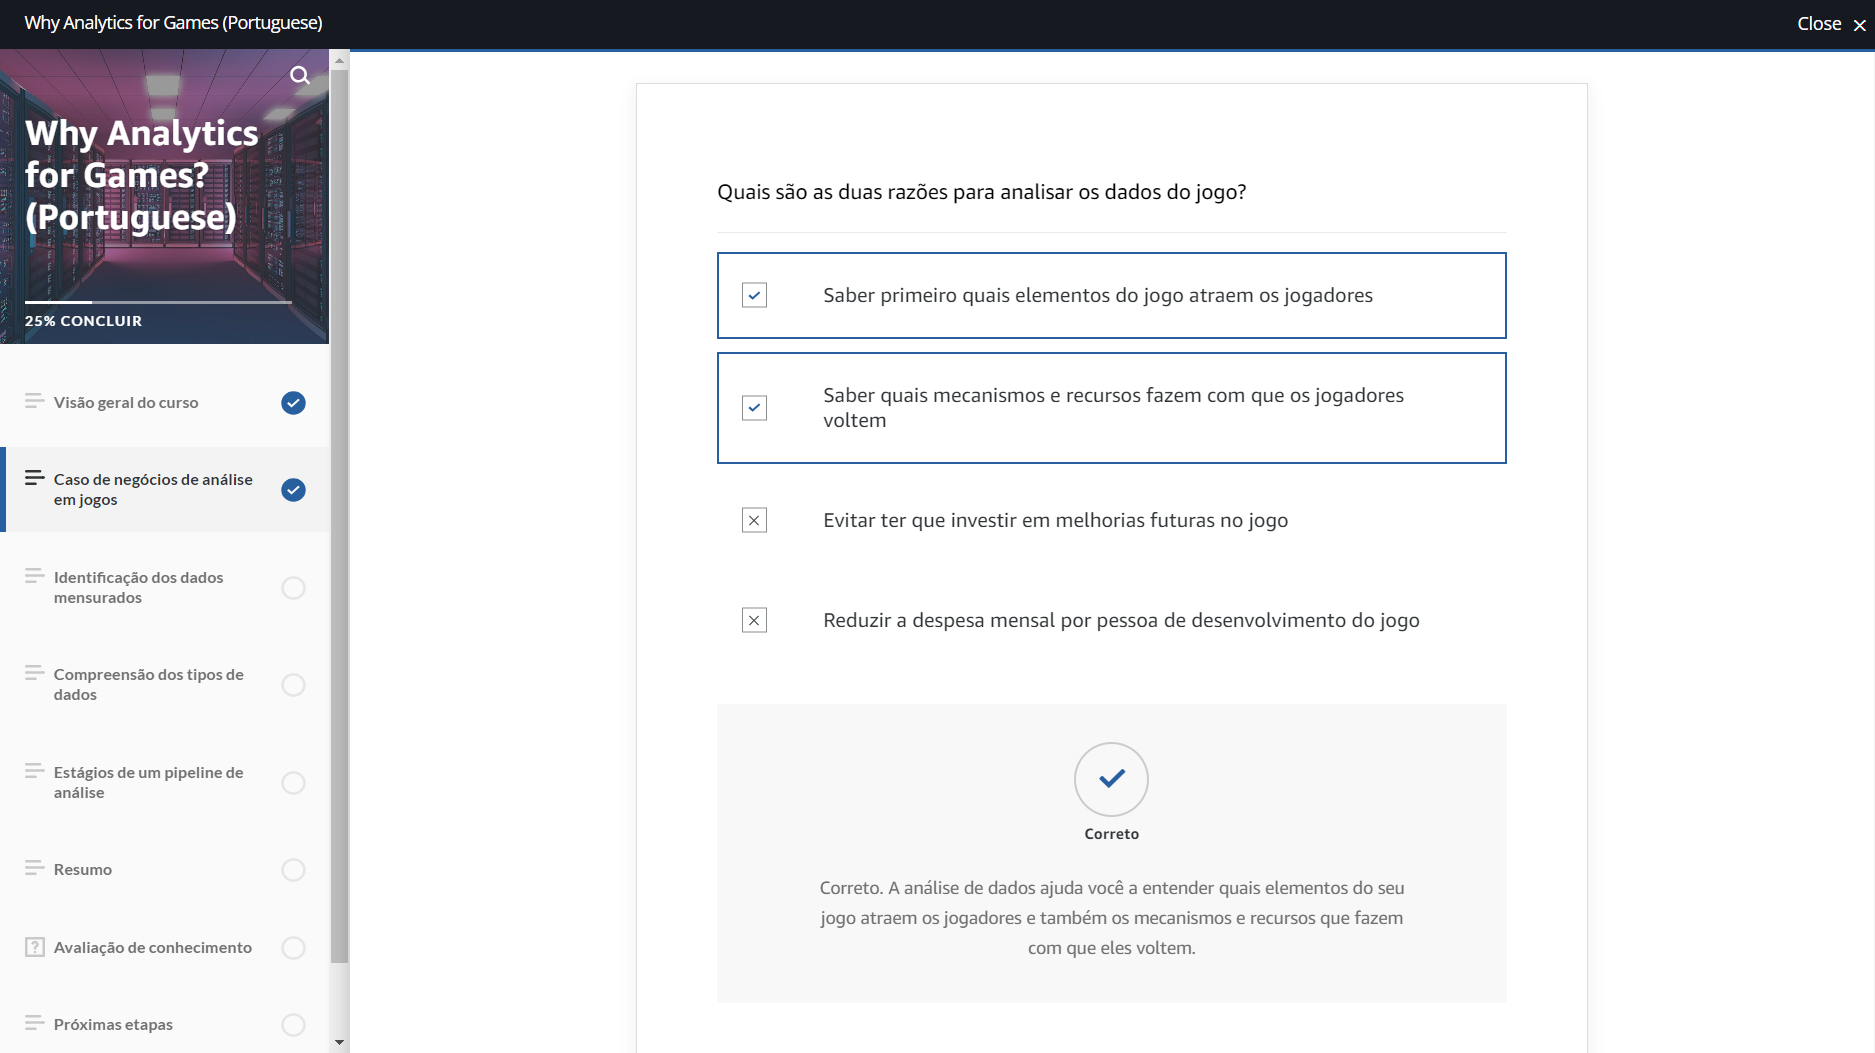 Why Analytics for Games (Portuguese)
Close
Why Analytics
for Games?
(Portuguese)
25% CONCLUIR
Visão geral do curso
Caso de negócios de análise
em jogos
Identificação dos dados
mensurados
Compreensão dos tipos de
dados
Estágios de um pipeline de
análise
Resumo
Avaliação de conhecimento
Próximas etapas
Quais são as duas razões para analisar os dados do jogo?
Saber primeiro quais elementos do jogo atraem os jogadores
Saber quais mecanismos e recursos fazem com que os jogadores
voltem
Evitar ter que investir em melhorias futuras no jogo
Reduzir a despesa mensal por pessoa de desenvolvimento do jogo
Correto
Correto. A análise de dados ajuda você a entender quais elementos do seu
jogo atraem os jogadores e também os mecanismos e recursos que fazem
com que eles voltem.